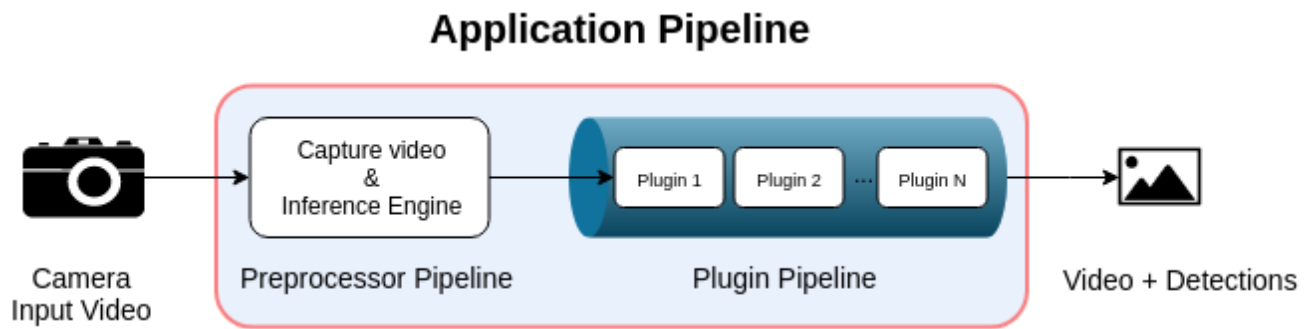 Application Pipeline
Capture video
&
Inference Engine
Plugin 1
Plugin 2
...
Plugin N
Camera
Input Video
Preprocessor Pipeline
Plugin Pipeline
Video + Detections